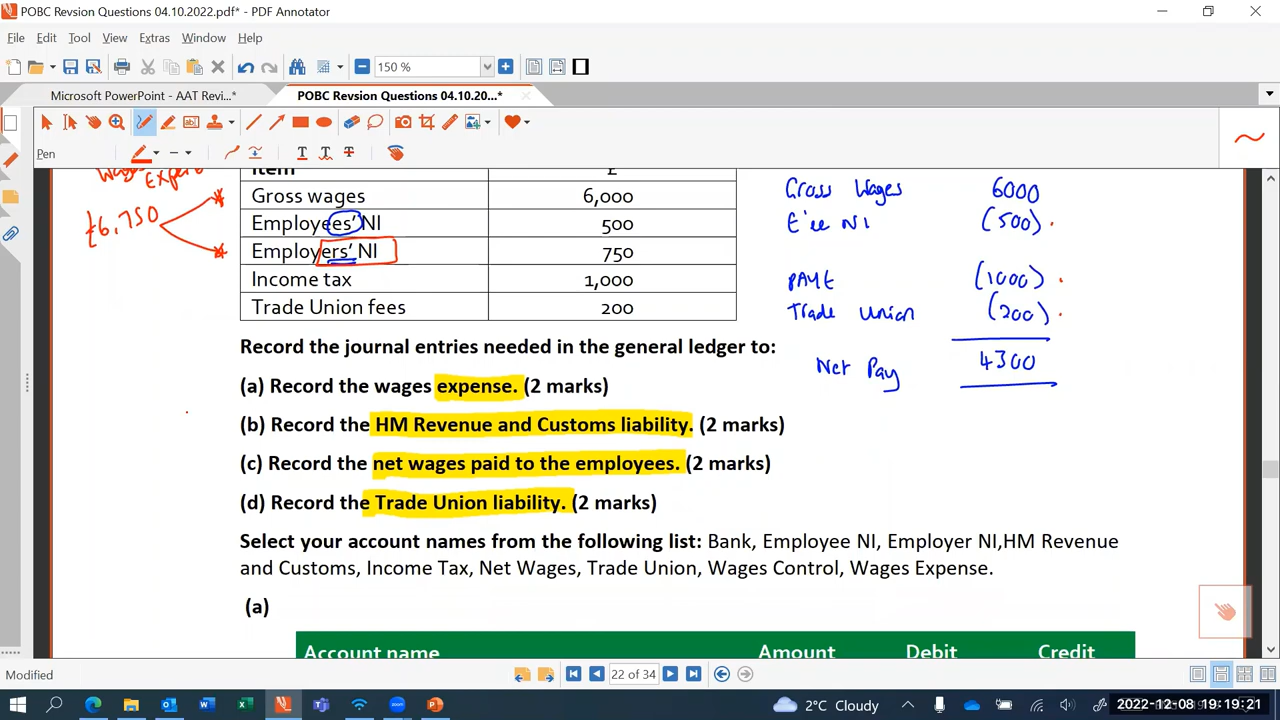 POBC Revision Questions 04.10.2022.pdf* - PDF Annotator
File Edit Tool View Extras Window Help
150 %
Microsoft PowerPoint - AAT Revi...* POBC Revsion Questions 04.10.20...*
Pen
Wages Expen
Item £
Gross wages 6,000
Employees' NI 500
Employers' NI 750
Income tax 1,000
Trade Union fees 200
£6,750
Gross Wages 6000
E'ee NI (500)
PAYE (1000)
Trade Union (200)
Net Pay 4300
Record the journal entries needed in the general ledger to:
(a) Record the wages expense. (2 marks)
(b) Record the HM Revenue and Customs liability. (2 marks)
(c) Record the net wages paid to the employees. (2 marks)
(d) Record the Trade Union liability. (2 marks)
Select your account names from the following list: Bank, Employee NI, Employer NI,HM Revenue
and Customs, Income Tax, Net Wages, Trade Union, Wages Control, Wages Expense.
(a)
Account name Amount Debit Credit
Modified 22 of 34
2°C Cloudy 2022-12-08 19:19:21